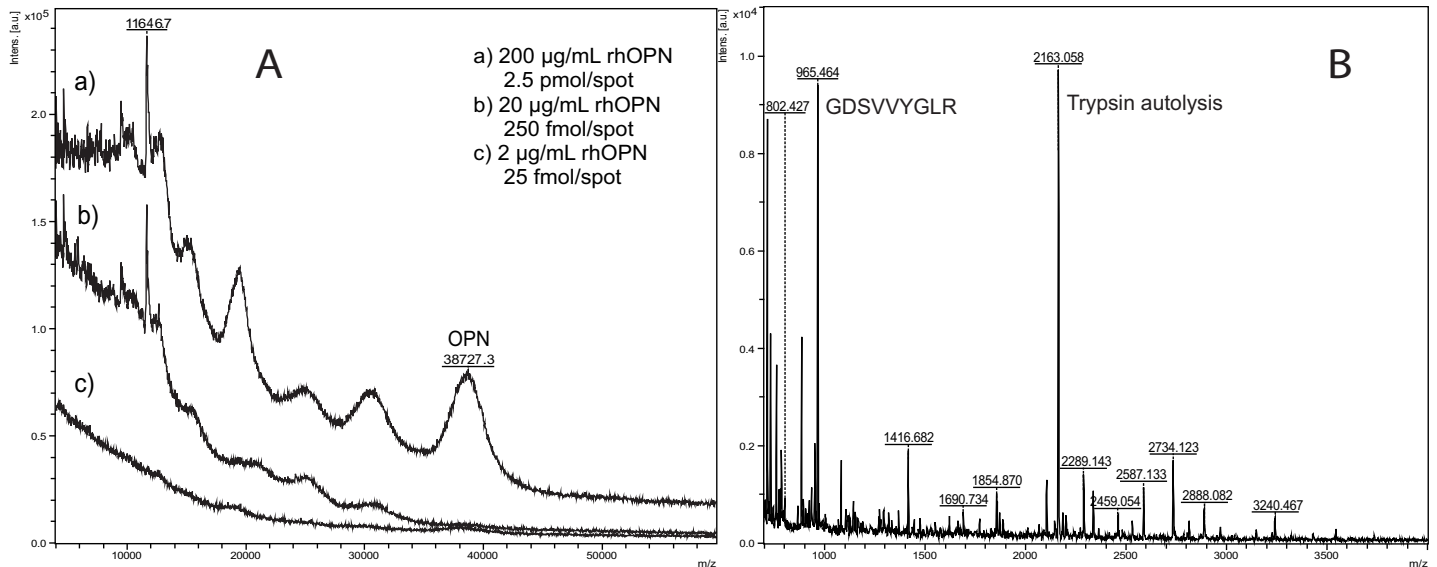 x10⁵
Intens. [a.u.]
11646.7
A
a)
a) 200 µg/mL rhOPN
2.5 pmol/spot
b) 20 µg/mL rhOPN
250 fmol/spot
c) 2 µg/mL rhOPN
25 fmol/spot
b)
OPN
38727.3
c)
2.0
1.5
1.0
0.5
0.0
10000
20000
30000
40000
50000
m/z
x10⁴
Intens. [a.u.]
B
2163.058
965.464
802.427
GDSVVYGLR
Trypsin autolysis
1416.682
1690.734
1854.870
2289.143
2459.054
2587.133
2734.123
2888.082
3240.467
1.0
0.8
0.6
0.4
0.2
0.0
1000
1500
2000
2500
3000
3500
m/z